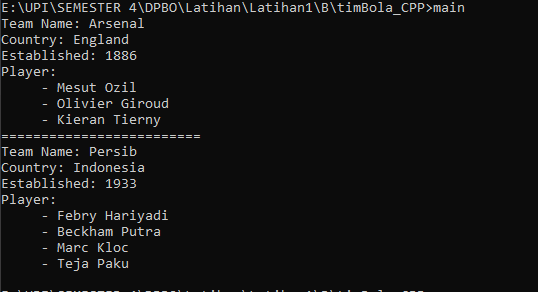 E:\UPI\SEMESTER 4\DPBO\Latihan\Latihan1\B\timBola_CPP>main
Team Name: Arsenal
Country: England
Established: 1886
Player:
- Mesut Ozil
- Olivier Giroud
- Kieran Tierny
=========================
Team Name: Persib
Country: Indonesia
Established: 1933
Player:
- Febry Hariyadi
- Beckham Putra
- Marc Kloc
- Teja Paku